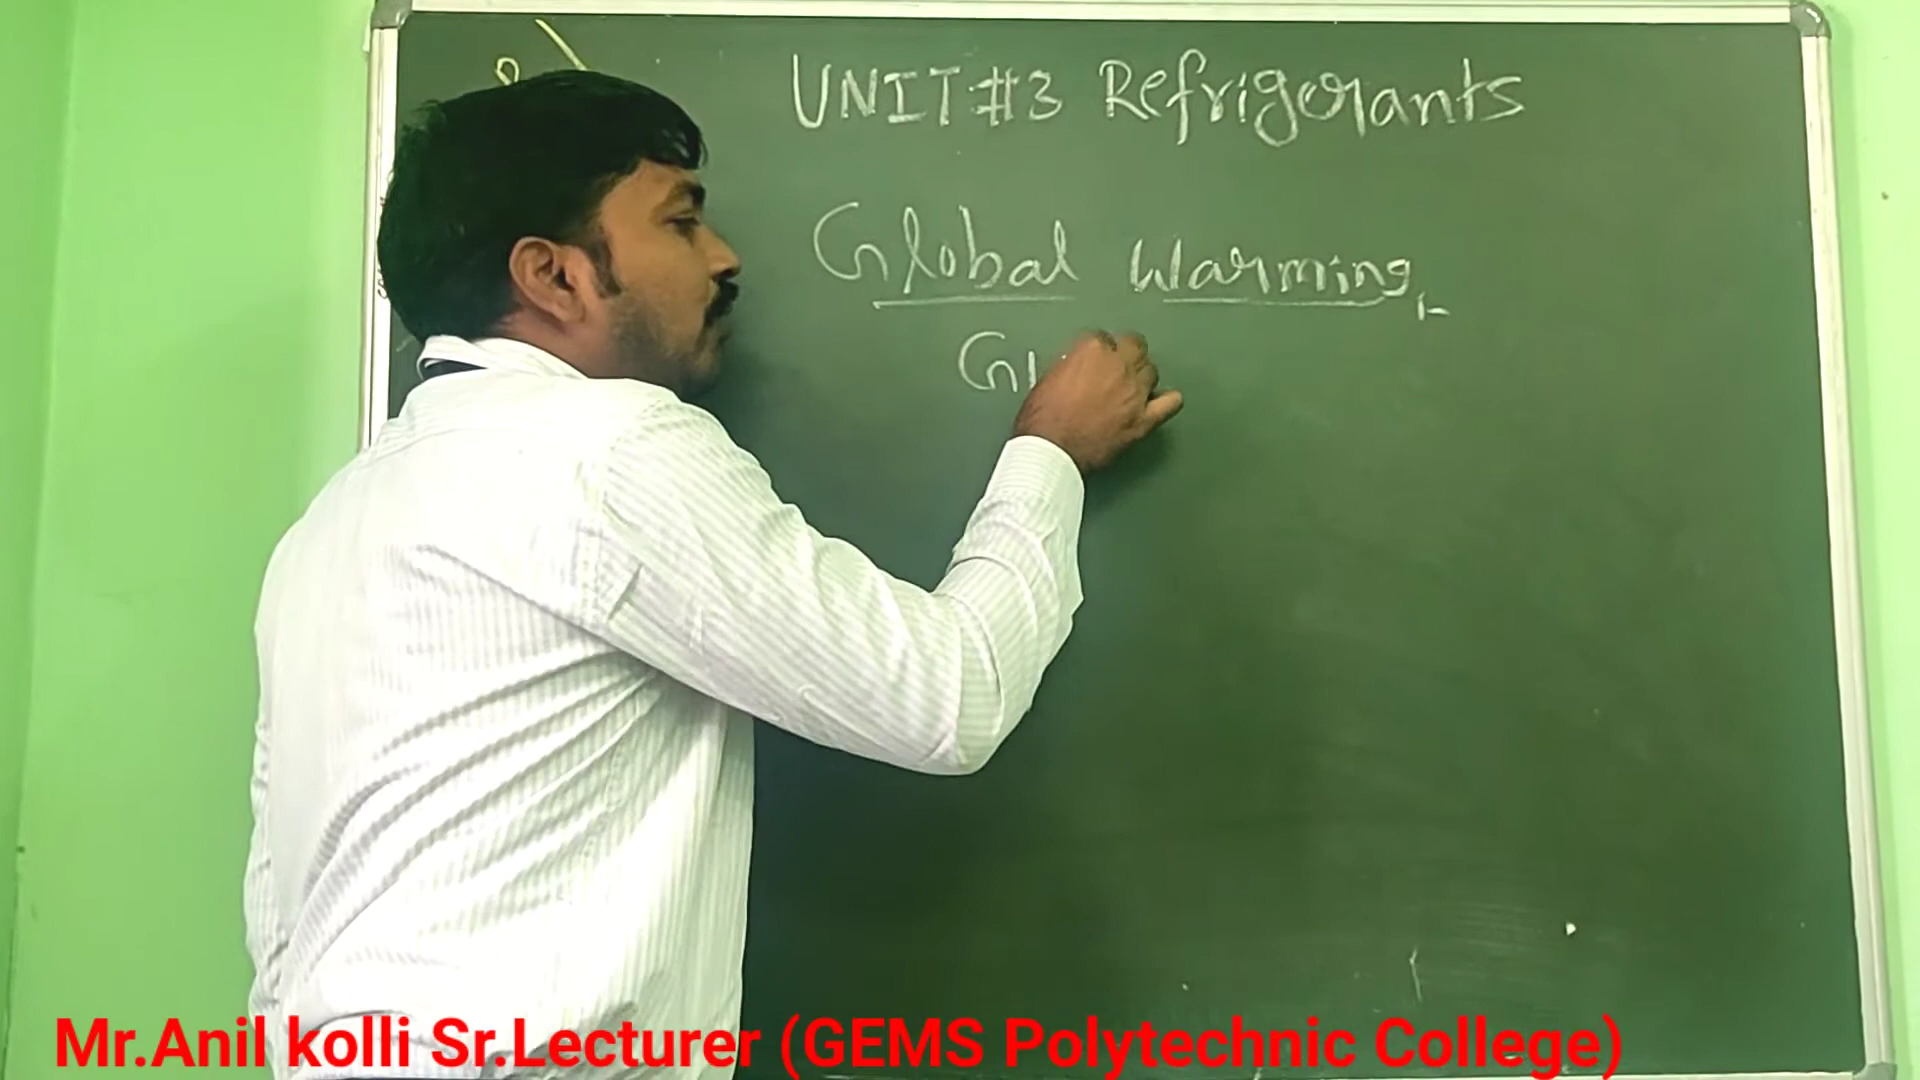 UNIT #3 Refrigerants
Global Warming,-
Mr.Anil kolli Sr.Lecturer (GEMS Polytechnic College)